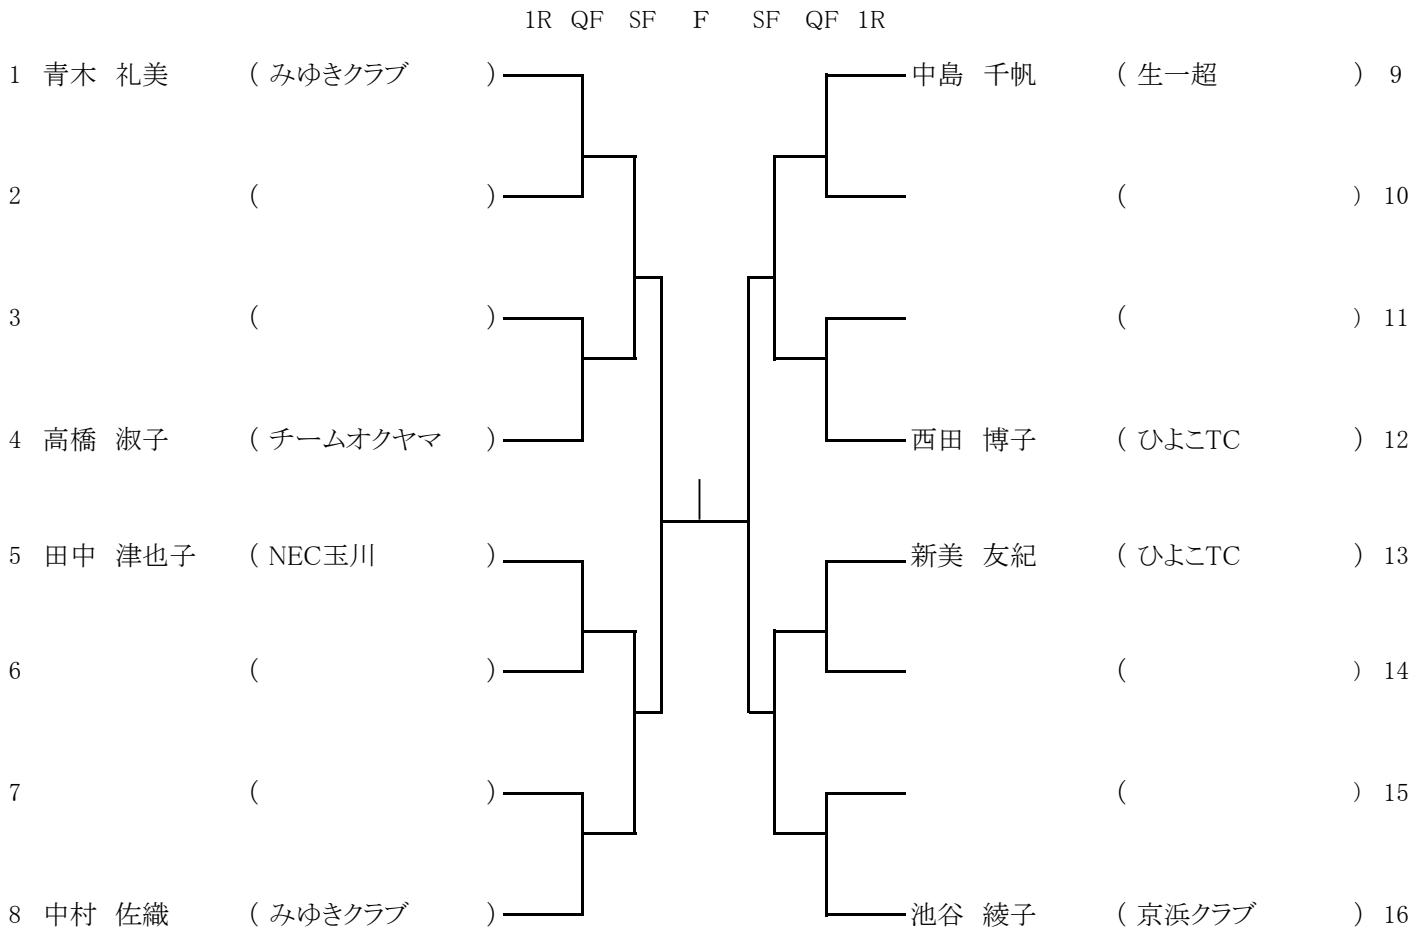 1R QF SF F SF QF 1R
1 青木 礼美 ( みゆきクラブ ) 中島 千帆 ( 生一超 ) 9
2 ( ) ( ) 10
3 ( ) ( ) 11
4 高橋 淑子 ( チームオクヤマ ) 西田 博子 ( ひよこTC ) 12
5 田中 津也子 ( NEC玉川 ) 新美 友紀 ( ひよこTC ) 13
6 ( ) ( ) 14
7 ( ) ( ) 15
8 中村 佐織 ( みゆきクラブ ) 池谷 綾子 ( 京浜クラブ ) 16